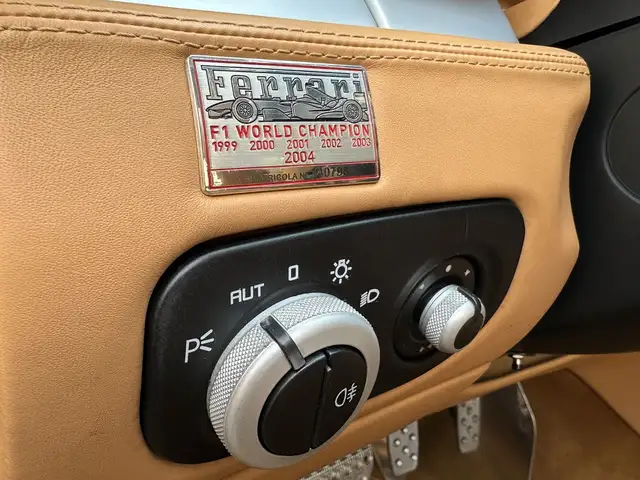 Ferrari
F1 WORLD CHAMPION
1999 2000 2001 2002 2003
2004
AUT 0
P